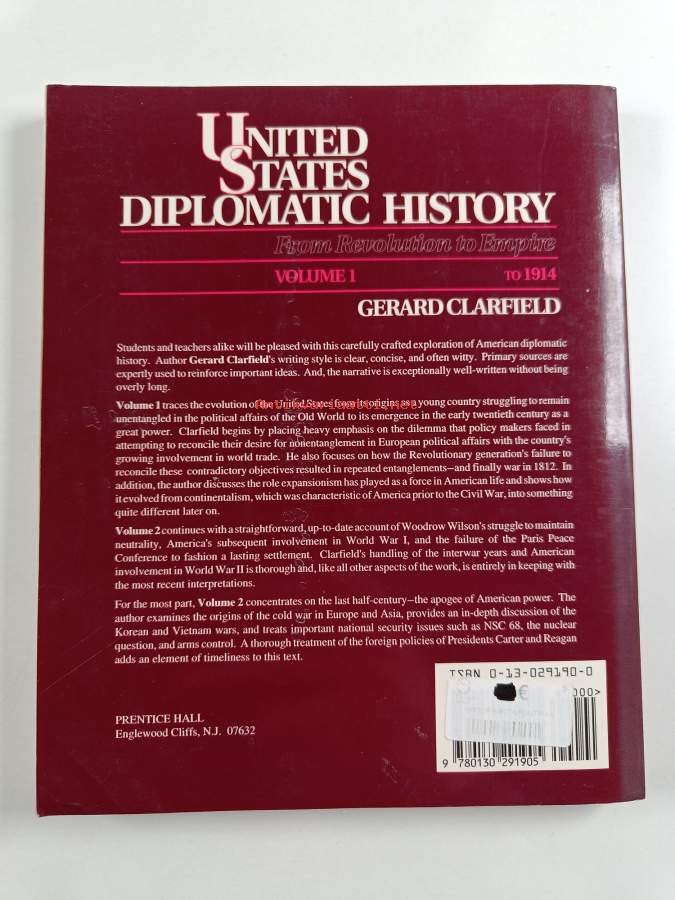 UNITED
STATES
DIPLOMATIC HISTORY
From Revolution to Empire
VOLUME 1 TO 1914
GERARD CLARFIELD
Students and teachers alike will be pleased with this carefully crafted exploration of American diplomatic
history. Author Gerard Clarfield's writing style is clear, concise, and often witty. Primary sources are
expertly used to reinforce important ideas. And, the narrative is exceptionally well-written without being
overly long.
Volume 1 traces the evolution of the United States from its origins as a young country struggling to remain
unentangled in the political affairs of the Old World to its emergence in the early twentieth century as a
great power. Clarfield begins by placing heavy emphasis on the dilemma that policy makers faced in
attempting to reconcile their desire for nonentanglement in European political affairs with the country's
growing involvement in world trade. He also focuses on how the Revolutionary generation's failure to
reconcile these contradictory objectives resulted in repeated entanglements—and finally war in 1812. In
addition, the author discusses the role expansionism has played as a force in American life and shows how
it evolved from continentalism, which was characteristic of America prior to the Civil War, into something
quite different later on.
Volume 2 continues with a straightforward, up-to-date account of Woodrow Wilson's struggle to maintain
neutrality, America's subsequent involvement in World War I, and the failure of the Paris Peace
Conference to fashion a lasting settlement. Clarfield's handling of the interwar years and American
involvement in World War II is thorough and, like all other aspects of the work, is entirely in keeping with
the most recent interpretations.
For the most part, Volume 2 concentrates on the last half-century—the apogee of American power. The
author examines the origins of the cold war in Europe and Asia, provides an in-depth discussion of the
Korean and Vietnam wars, and treats important national security issues such as NSC 68, the nuclear
question, and arms control. A thorough treatment of the foreign policies of Presidents Carter and Reagan
adds an element of timeliness to this text.
PRENTICE HALL
Englewood Cliffs, N.J. 07632
ISBN 0-13-029190-0
€
000>
9 780130 291905